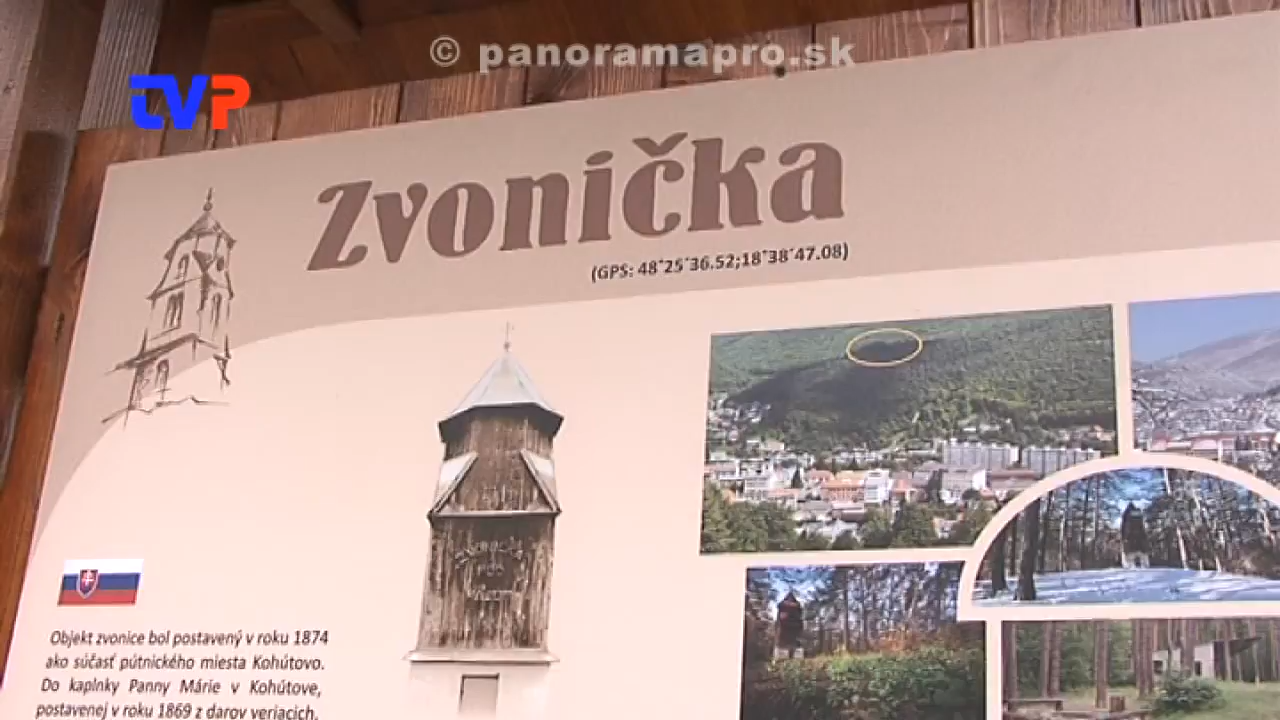 © panoramapro.sk
TVP
Zvonička
(GPS: 48°25´36.52;18°38´47.08)
Objekt zvonice bol postavený v roku 1874
ako súčasť pútnického miesta Kohútovo.
Do kaplnky Panny Márie v Kohútove,
postavenej v roku 1869 z darov veriacich,